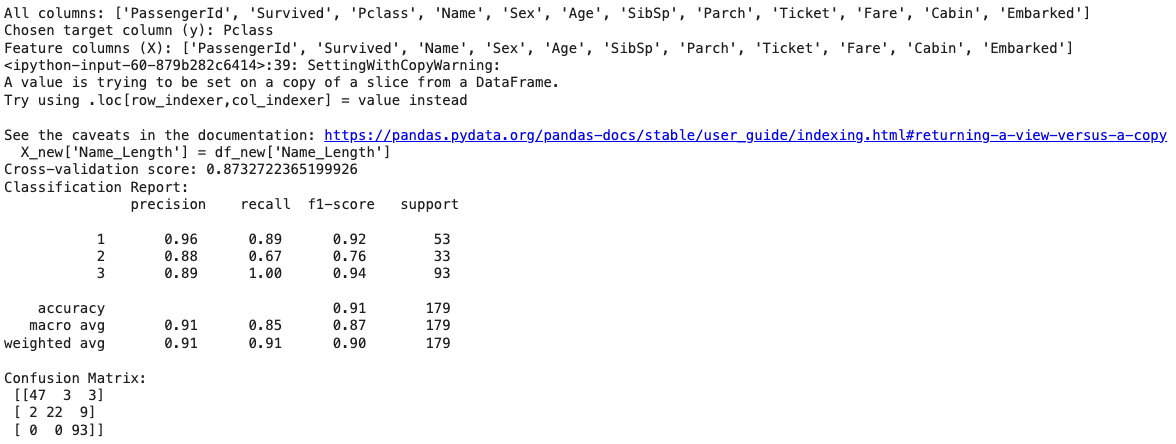 All columns: ['PassengerId', 'Survived', 'Pclass', 'Name', 'Sex', 'Age', 'SibSp', 'Parch', 'Ticket', 'Fare', 'Cabin', 'Embarked']
Chosen target column (y): Pclass
Feature columns (X): ['PassengerId', 'Survived', 'Name', 'Sex', 'Age', 'SibSp', 'Parch', 'Ticket', 'Fare', 'Cabin', 'Embarked']
<ipython-input-60-879b282c6414>:39: SettingWithCopyWarning:
A value is trying to be set on a copy of a slice from a DataFrame.
Try using .loc[row_indexer,col_indexer] = value instead

See the caveats in the documentation: https://pandas.pydata.org/pandas-docs/stable/user_guide/indexing.html#returning-a-view-versus-a-copy
  X_new['Name_Length'] = df_new['Name_Length']
Cross-validation score: 0.8732722365199926
Classification Report:
               precision    recall  f1-score   support

           1       0.96      0.89      0.92        53
           2       0.88      0.67      0.76        33
           3       0.89      1.00      0.94        93

    accuracy                           0.91       179
   macro avg       0.91      0.85      0.87       179
weighted avg       0.91      0.91      0.90       179

Confusion Matrix:
 [[47  3  3]
 [ 2 22  9]
 [ 0  0 93]]